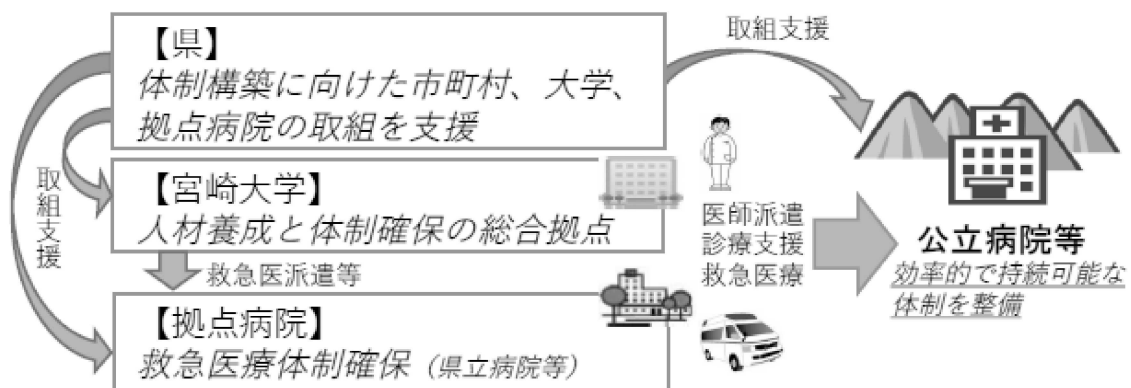 【県】
体制構築に向けた市町村、大学、
拠点病院の取組を支援
取組支援
取組支援
【宮崎大学】
人材養成と体制確保の総合拠点
救急医派遣等
【拠点病院】
救急医療体制確保（県立病院等）
医師派遣
診療支援
救急医療
公立病院等
効率的で持続可能な
体制を整備